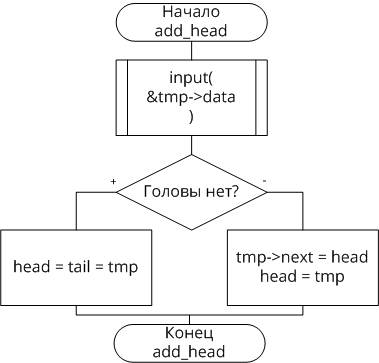 Начало
add_head
input(
&tmp->data
)
Головы нет?
+
-
head = tail = tmp
tmp->next = head
head = tmp
Конец
add_head